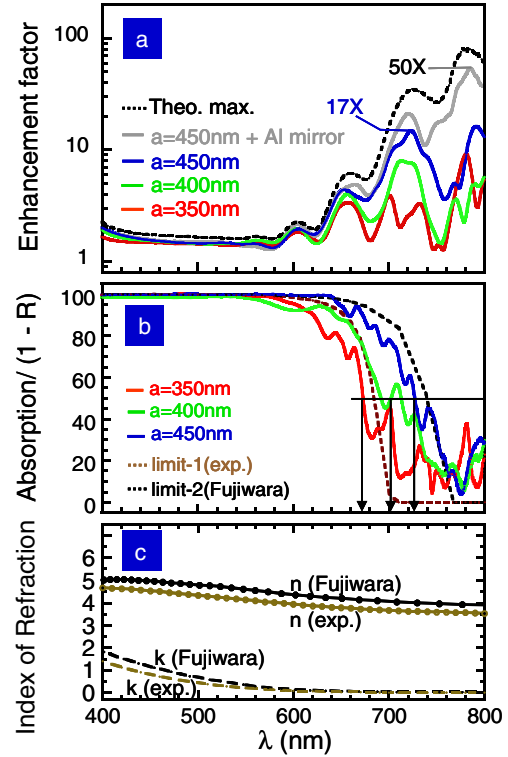 a
Enhancement factor
100
10
1
50X
17X
Theo. max.
a=450nm + Al mirror
a=450nm
a=400nm
a=350nm
b
Absorption/ (1 - R)
100
80
60
40
20
0
a=350nm
a=400nm
a=450nm
limit-1(exp.)
limit-2(Fujiwara)
c
Index of Refraction
7
6
5
4
3
2
1
0
n (Fujiwara)
n (exp.)
k (Fujiwara)
k (exp.)
400 500 600 700 800
λ (nm)